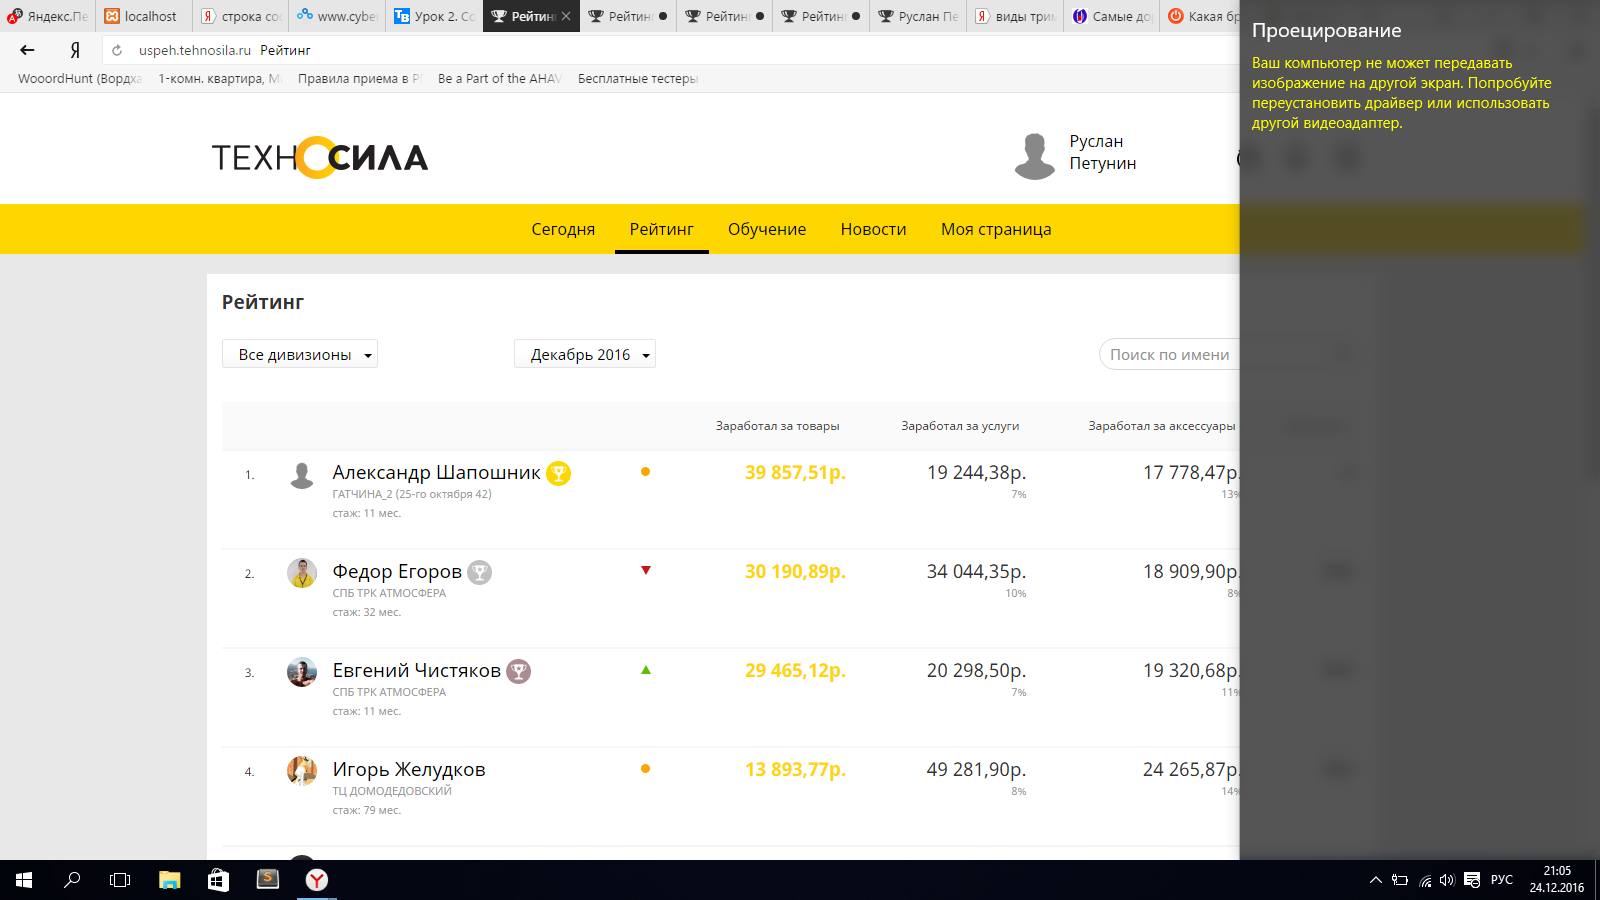 Яндекс.Пе
localhost
строка сос
www.cyber
Урок 2. Со
Рейтинг
Рейтинг
Рейтинг
Рейтинг
Руслан Пе
виды трим
Самые дор
Какая бр
uspeh.tehnosila.ru Рейтинг
WooordHunt (Вордха
1-комн. квартира, М
Правила приема в Р
Be a Part of the AHAV
Бесплатные тестеры
Проецирование
Ваш компьютер не может передавать
изображение на другой экран. Попробуйте
переустановить драйвер или использовать
другой видеоадаптер.
ТЕХНОСИЛА
Руслан
Петунин
Сегодня Рейтинг Обучение Новости Моя страница
Рейтинг
Все дивизионы
Декабрь 2016
Поиск по имени
Заработал за товары Заработал за услуги Заработал за аксессуары
1. Александр Шапошник 39 857,51р. 19 244,38р. 17 778,47р.
ГАТЧИНА_2 (25-го октября 42) 7% 13%
стаж: 11 мес.
2. Федор Егоров 30 190,89р. 34 044,35р. 18 909,90р.
СПБ ТРК АТМОСФЕРА 10% 8%
стаж: 32 мес.
3. Евгений Чистяков 29 465,12р. 20 298,50р. 19 320,68р.
СПБ ТРК АТМОСФЕРА 7% 11%
стаж: 11 мес.
4. Игорь Желудков 13 893,77р. 49 281,90р. 24 265,87р.
ТЦ ДОМОДЕДОВСКИЙ 8% 14%
стаж: 79 мес.
РУС
21:05
24.12.2016